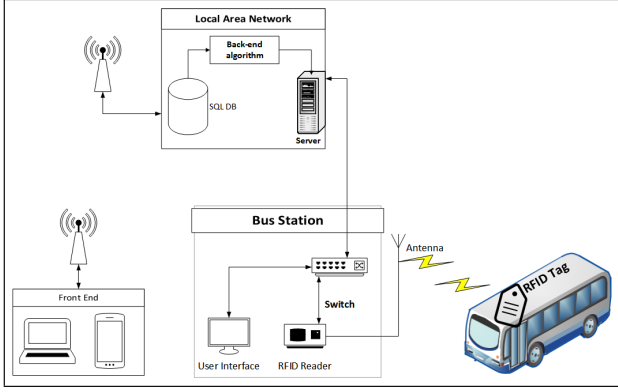 Local Area Network
Back-end
algorithm
SQL DB
Server
Bus Station
Antenna
RFID Tag
Front End
Switch
User Interface
RFID Reader